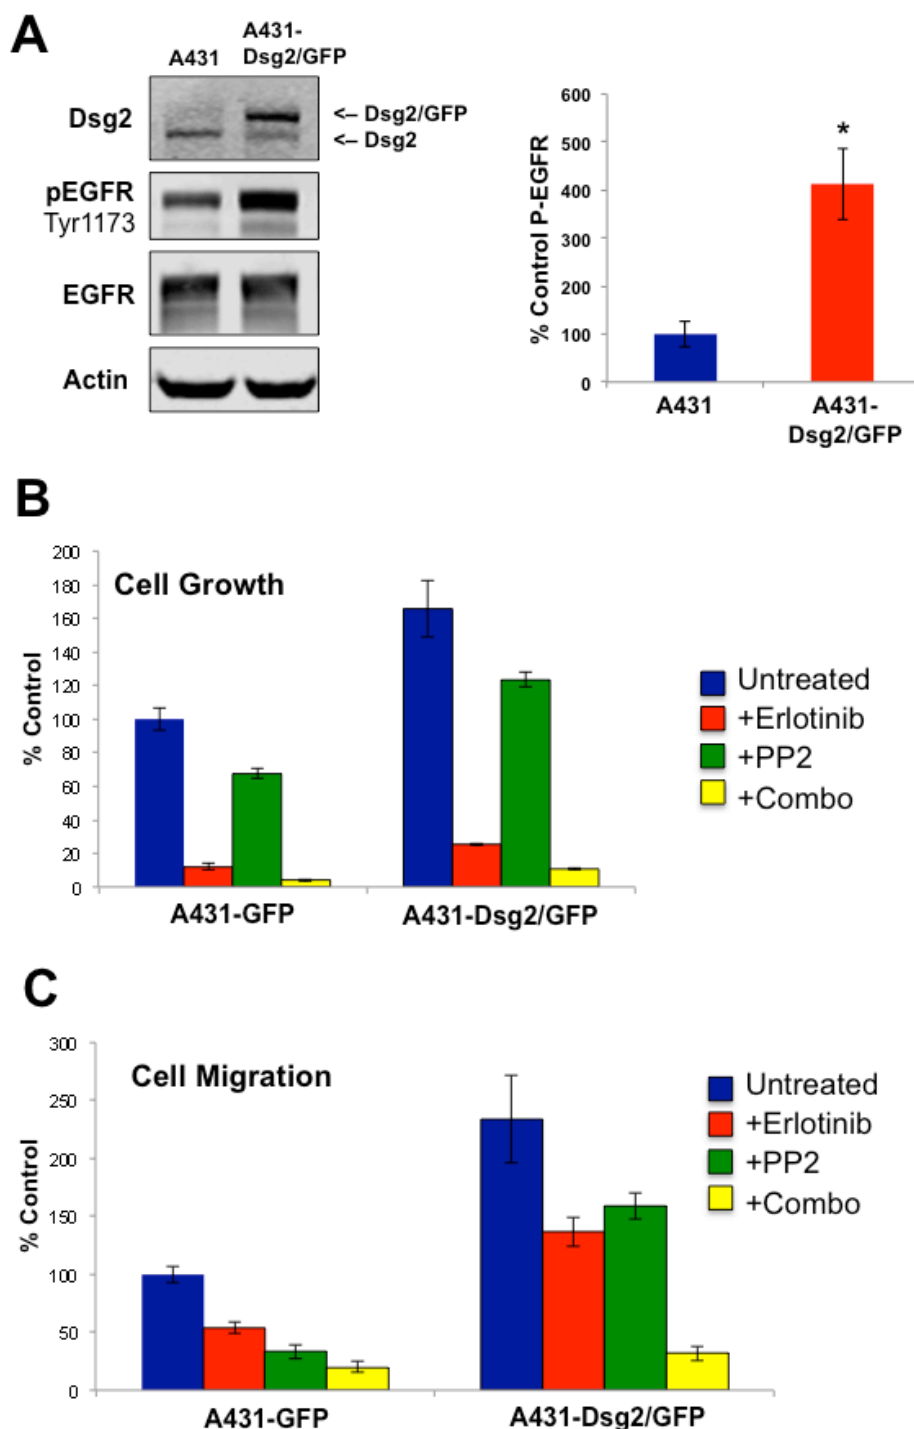 A
A431
A431-
Dsg2/GFP
Dsg2
<– Dsg2/GFP
<– Dsg2
pEGFR
Tyr1173
EGFR
Actin
% Control P-EGFR
600
500
400
300
200
100
0
*
A431
A431-
Dsg2/GFP
B
Cell Growth
% Control
200
180
160
140
120
100
80
60
40
20
0
A431-GFP
A431-Dsg2/GFP
Untreated
+Erlotinib
+PP2
+Combo
C
Cell Migration
% Control
300
250
200
150
100
50
0
A431-GFP
A431-Dsg2/GFP
Untreated
+Erlotinib
+PP2
+Combo